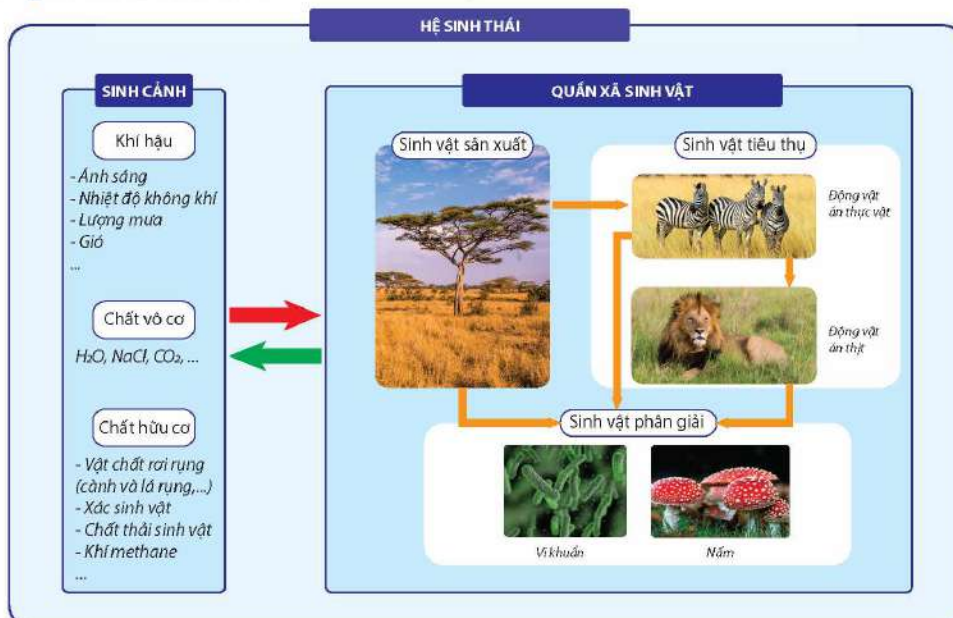 HỆ SINH THÁI
SINH CẢNH
Khí hậu
- Ánh sáng
- Nhiệt độ không khí
- Lượng mưa
- Gió
...
Chất vô cơ
H₂O, NaCl, CO₂, ...
Chất hữu cơ
- Vật chất rơi rụng
(cành và lá rụng,...)
- Xác sinh vật
- Chất thải sinh vật
- Khí methane
...
QUẦN XÃ SINH VẬT
Sinh vật sản xuất
Sinh vật tiêu thụ
Động vật
ăn thực vật
Động vật
ăn thịt
Sinh vật phân giải
Vi khuẩn
Nấm